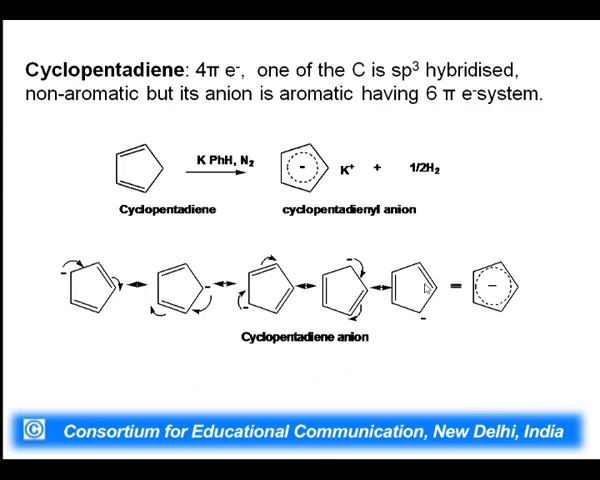 Cyclopentadiene: 4π e⁻, one of the C is sp³ hybridised,
non-aromatic but its anion is aromatic having 6 π e⁻system.
K PhH, N₂
- K⁺ + 1/2H₂
Cyclopentadiene cyclopentadienyl anion
- - - - - = -
Cyclopentadiene anion
© Consortium for Educational Communication, New Delhi, India